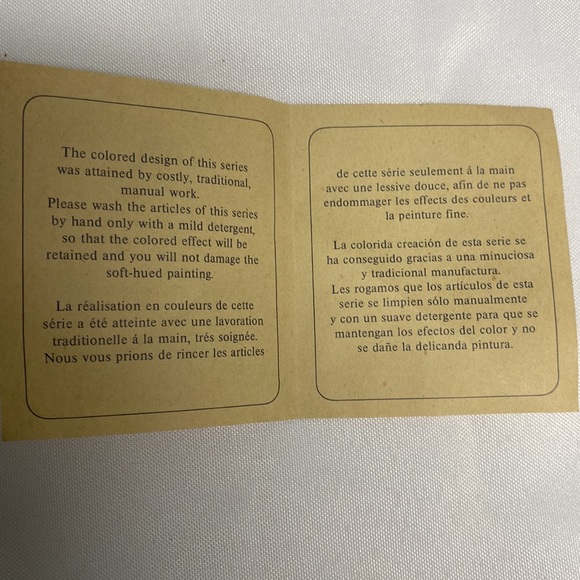 The colored design of this series
was attained by costly, traditional,
manual work.
Please wash the articles of this series
by hand only with a mild detergent,
so that the colored effect will be
retained and you will not damage the
soft-hued painting.
La réalisation en couleurs de cette
série a été atteinte avec une lavoration
traditionelle á la main, trés soignée.
Nous vous prions de rincer les articles
de cette série seulement á la main
avec une lessive douce, afin de ne pas
endommager les effects des couleurs et
la peinture fine.
La colorida creación de esta serie se
ha conseguido gracias a una minuciosa
y tradicional manufactura.
Les rogamos que los artículos de esta
serie se limpien sólo manualmente
y con un suave detergente para que se
mantengan los efectos del color y no
se dañe la delicanda pintura.